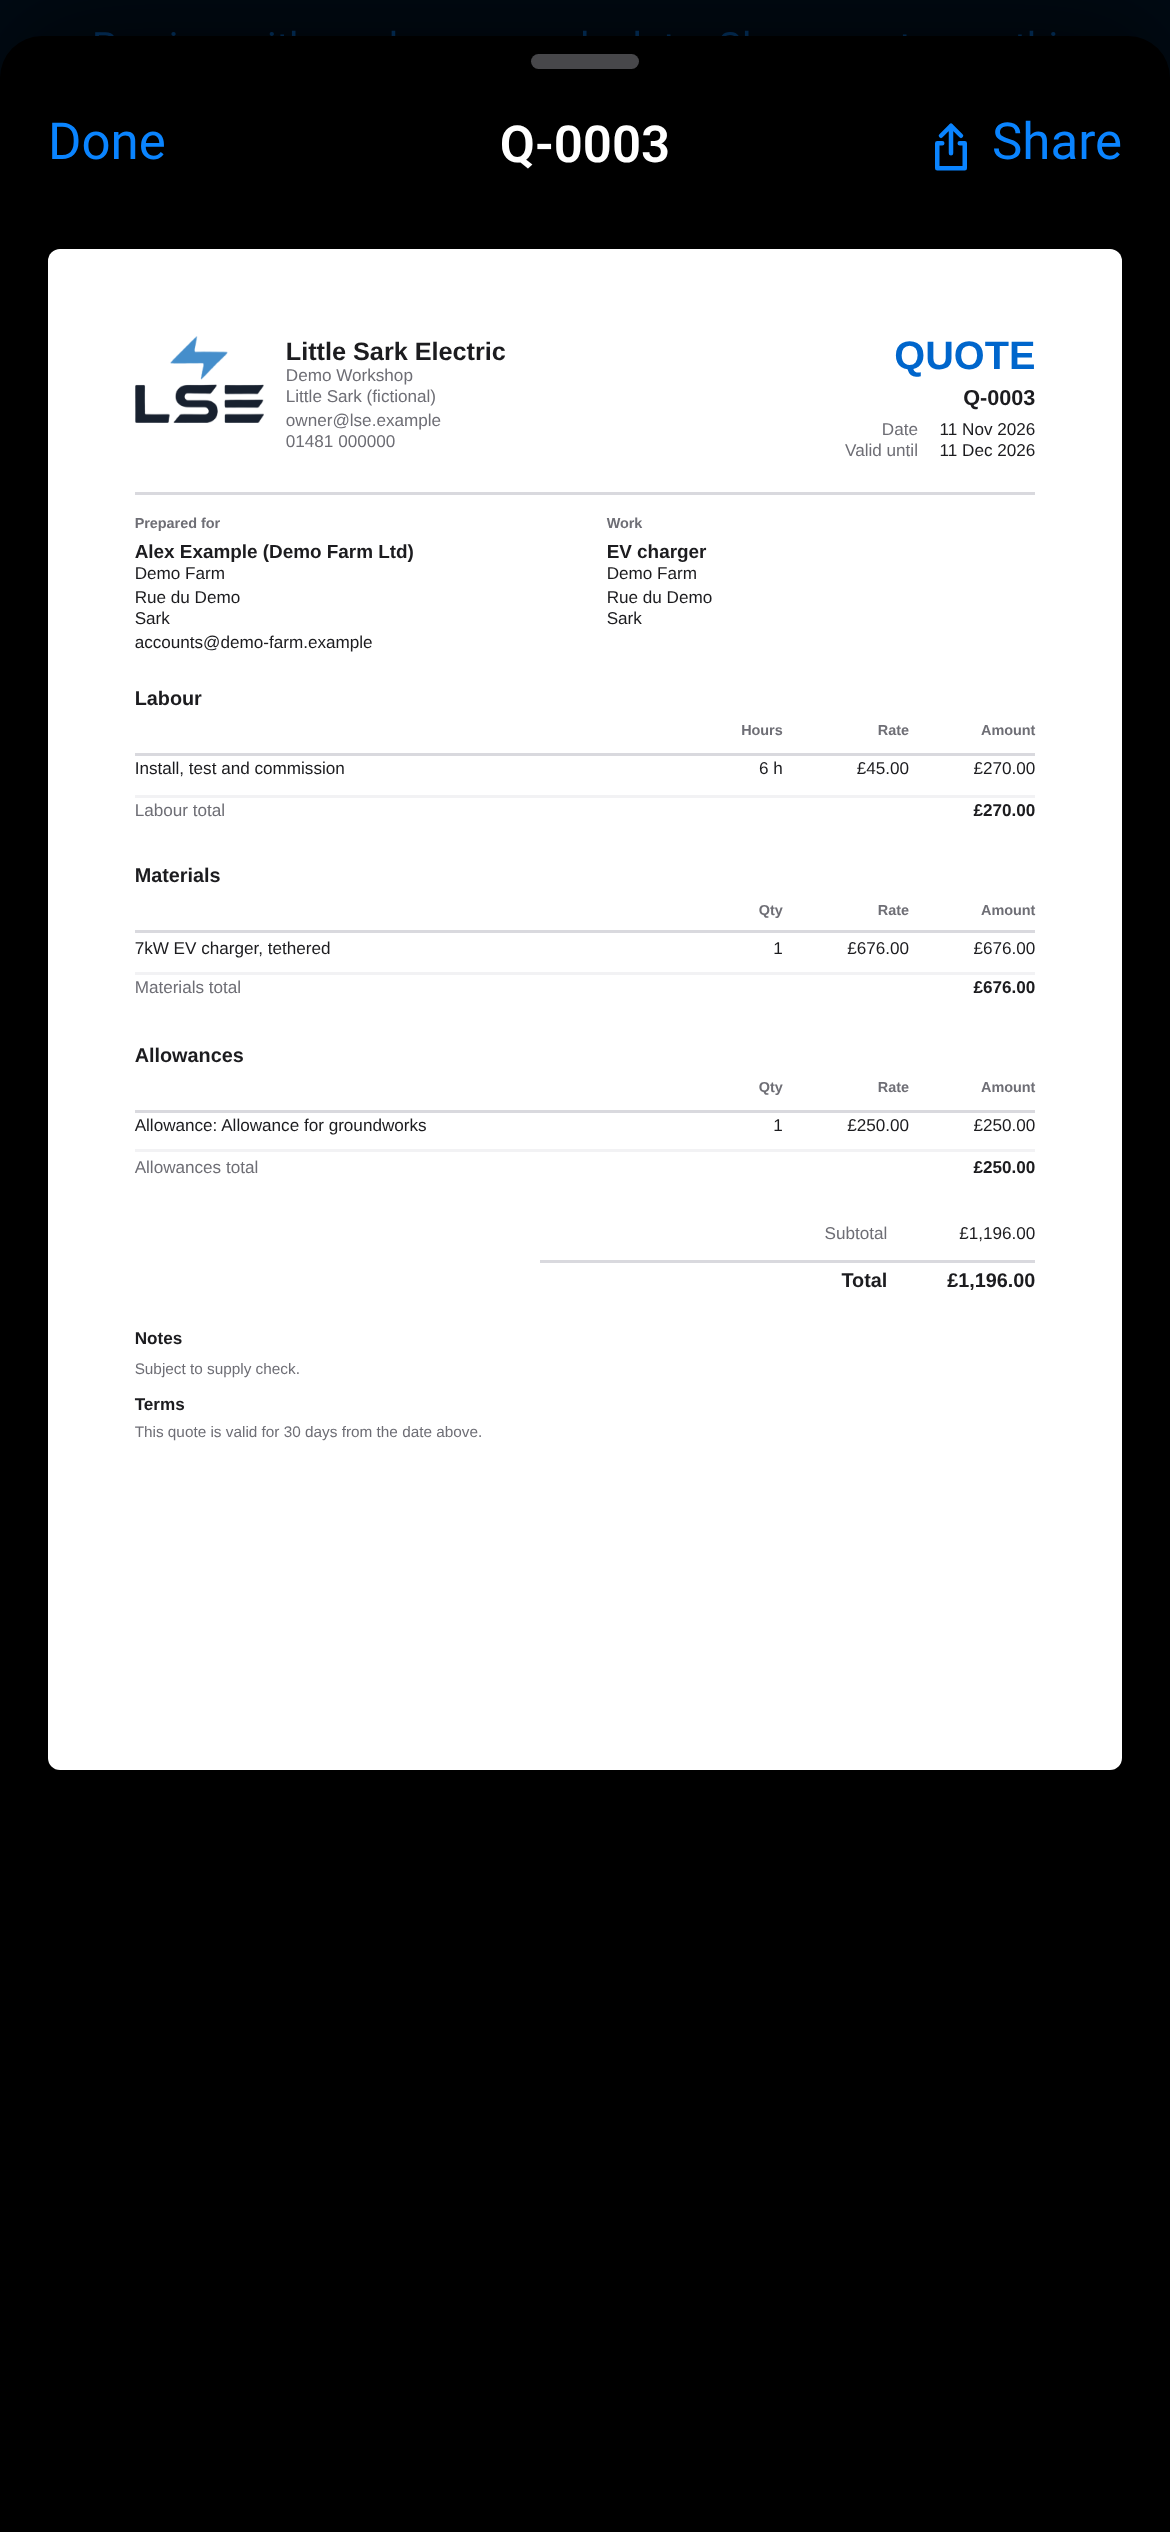 Done
Q-0003
Share
LSE
Little Sark Electric
Demo Workshop
Little Sark (fictional)
owner@lse.example
01481 000000
QUOTE
Q-0003
Date 11 Nov 2026
Valid until 11 Dec 2026
Prepared for
Alex Example (Demo Farm Ltd)
Demo Farm
Rue du Demo
Sark
accounts@demo-farm.example
Work
EV charger
Demo Farm
Rue du Demo
Sark
Labour
Hours Rate Amount
Install, test and commission 6 h £45.00 £270.00
Labour total £270.00
Materials
Qty Rate Amount
7kW EV charger, tethered 1 £676.00 £676.00
Materials total £676.00
Allowances
Qty Rate Amount
Allowance: Allowance for groundworks 1 £250.00 £250.00
Allowances total £250.00
Subtotal £1,196.00
Total £1,196.00
Notes
Subject to supply check.
Terms
This quote is valid for 30 days from the date above.